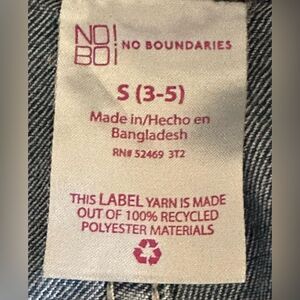 NO!
BO! NO BOUNDARIES
S (3-5)
Made in/Hecho en
Bangladesh
RN# 52469 3T2
THIS LABEL YARN IS MADE
OUT OF 100% RECYCLED
POLYESTER MATERIALS